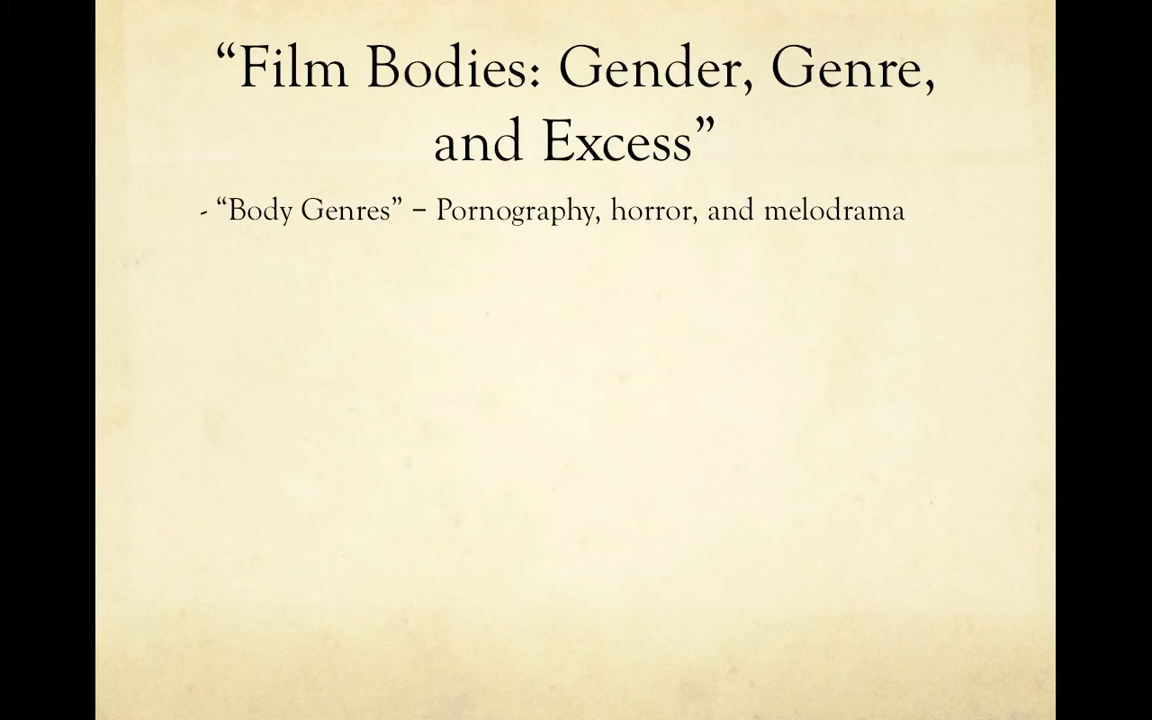 “Film Bodies: Gender, Genre,
and Excess”
- “Body Genres” – Pornography, horror, and melodrama